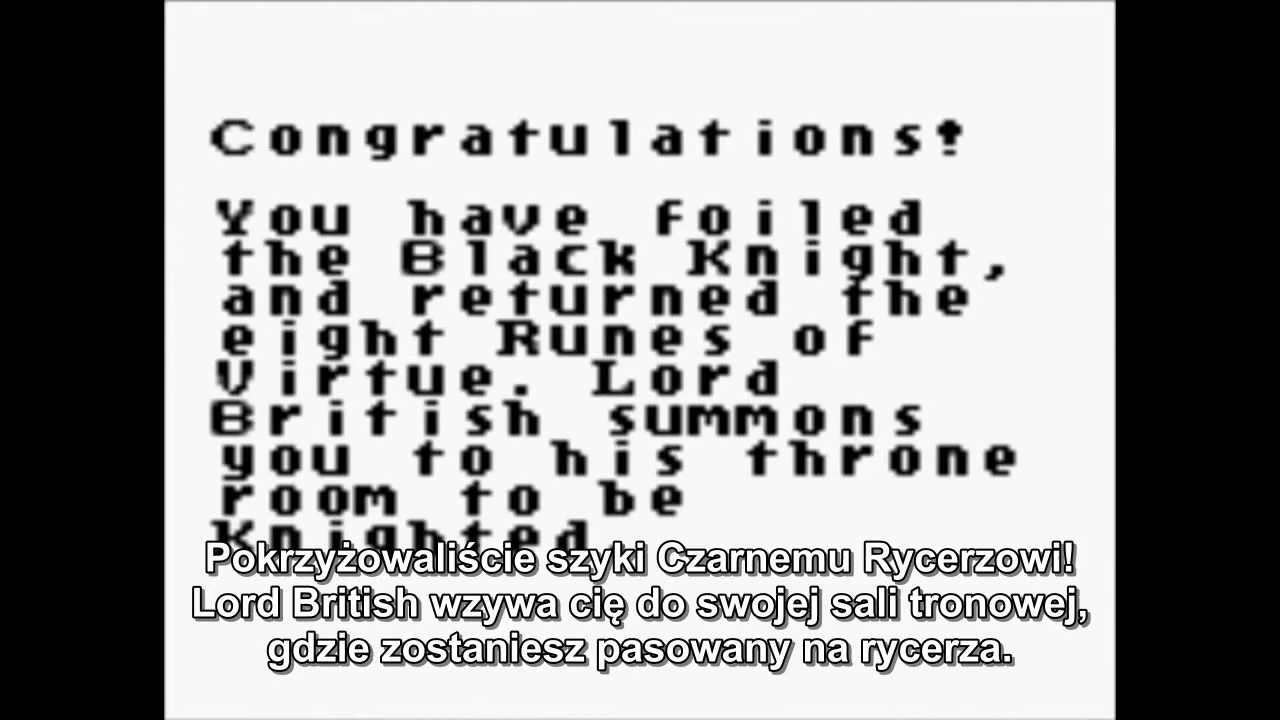 Congratulations!
You have foiled
the Black Knight,
and returned the
eight Runes of
Virtue. Lord
British summons
you to his throne
room to be
Knighted
Pokrzyżowaliście szyki Czarnemu Rycerzowi!
Lord British wzywa cię do swojej sali tronowej,
gdzie zostaniesz pasowany na rycerza.